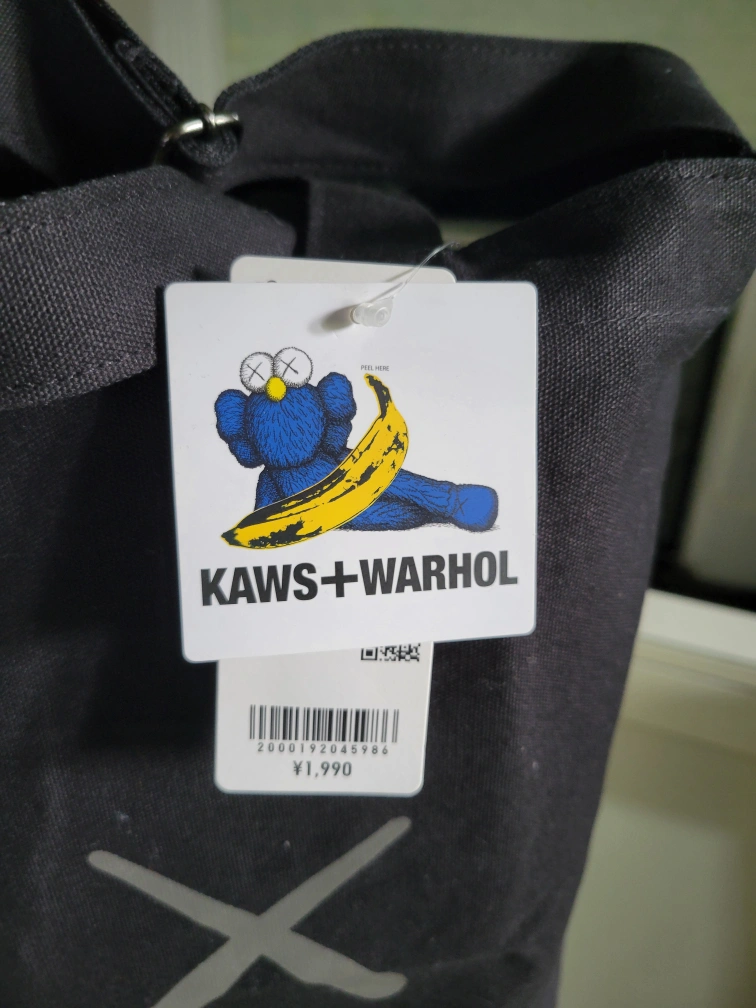 PEEL HERE
KAWS+WARHOL
2000192045986
¥1,990